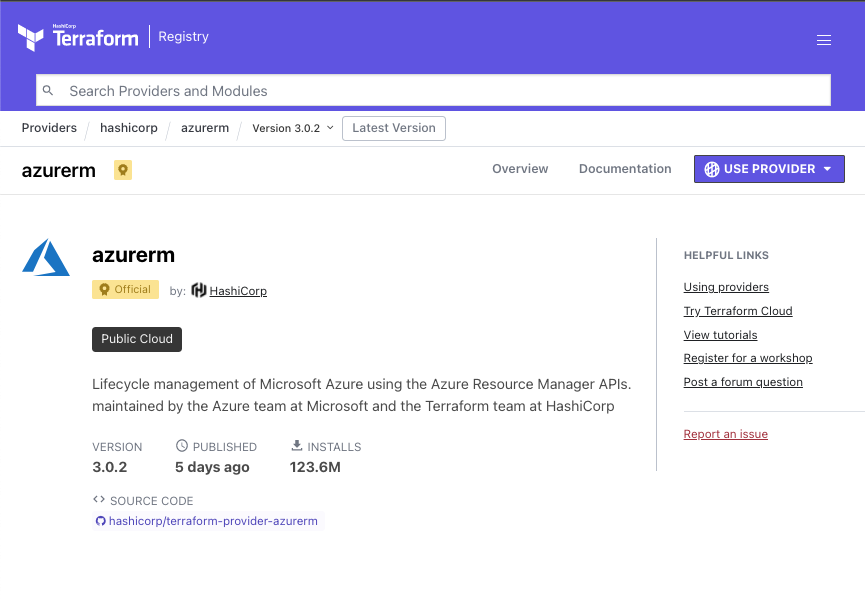 HashiCorp
Terraform
Registry
Search Providers and Modules
Providers / hashicorp / azurerm / Version 3.0.2 Latest Version
azurerm
Overview Documentation USE PROVIDER
azurerm
Official by: HashiCorp
Public Cloud
Lifecycle management of Microsoft Azure using the Azure Resource Manager APIs.
maintained by the Azure team at Microsoft and the Terraform team at HashiCorp
VERSION PUBLISHED INSTALLS
3.0.2 5 days ago 123.6M
SOURCE CODE
hashicorp/terraform-provider-azurerm
HELPFUL LINKS
Using providers
Try Terraform Cloud
View tutorials
Register for a workshop
Post a forum question
Report an issue